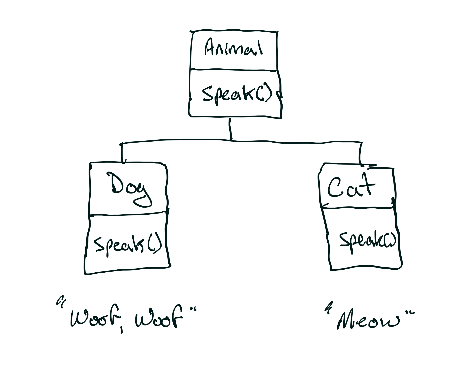 Animal
Speak()
Dog
Speak()
Cat
Speak()
"Woof, Woof"
"Meow"